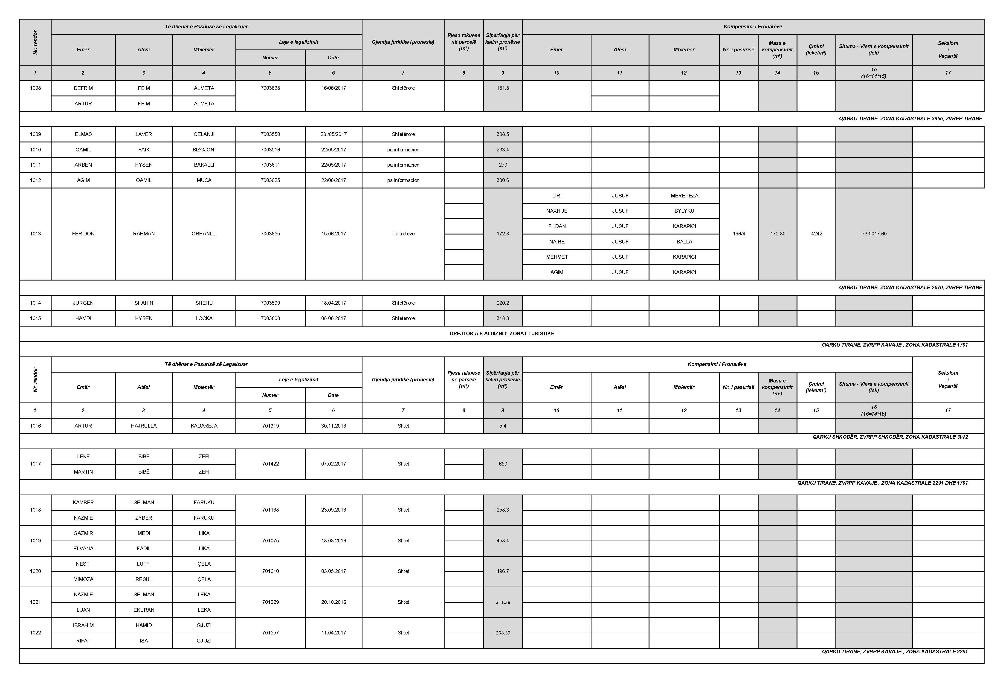 Nr. rendor Të dhënat e Pasurisë së Legalizuar Gjendja juridike (pronesia) Pjesa takuese në parcelë (m²) Sipërfaqja për kalim pronësie (m²) Kompensimi i Pronarëve
Emër Atësi Mbiemër Leja e legalizimit Emër Atësi Mbiemër Nr. i pasurisë Masa e kompensimit (m²) Çmimi (leke/m²) Shuma - Vlera e kompensimit (lek) Seksioni i Veçantë
Numer Date
1 2 3 4 5 6 7 8 9 10 11 12 13 14 15 16 (16=14*15) 17
1008 DEFRIM FEIM ALMETA 7003868 16/06/2017 Shtetërore 181.8
ARTUR FEIM ALMETA
QARKU TIRANE, ZONA KADASTRALE 3866, ZVRPP TIRANE
1009 ELMAS LAVER CELANJI 7003550 23./05/2017 Shtetërore 308.5
1010 QAMIL FAIK BIZGJONI 7003516 22/05/2017 pa informacion 233.4
1011 ARBEN HYSEN BAKALLI 7003611 22/05/2017 pa informacion 270
1012 AGIM QAMIL MUCA 7003625 22/06/2017 pa informacion 330.6
1013 FERIDON RAHMAN ORHANLLI 7003855 15.06.2017 Te treteve 172.8 LIRI JUSUF MEREPEZA 196/4 172.80 4242 733,017.60
NAXHIJE JUSUF BYLYKU
FILDAN JUSUF KARAPICI
NAIRE JUSUF BALLA
MEHMET JUSUF KARAPICI
AGIM JUSUF KARAPICI
QARKU TIRANE, ZONA KADASTRALE 2679, ZVRPP TIRANE
1014 JURGEN SHAHIN SHEHU 7003539 18.04.2017 Shtetërore 220.2
1015 HAMDI HYSEN LOCKA 7003808 08.06.2017 Shtetërore 318.3
DREJTORIA E ALUIZNI-t ZONAT TURISTIKE
QARKU TIRANE, ZVRPP KAVAJE , ZONA KADASTRALE 1791
Nr. rendor Të dhënat e Pasurisë së Legalizuar Gjendja juridike (pronesia) Pjesa takuese në parcelë (m²) Sipërfaqja për kalim pronësie (m²) Kompensimi i Pronarëve Seksioni i Veçantë
Emër Atësi Mbiemër Leja e legalizimit Emër Atësi Mbiemër Nr. i pasurisë Masa e kompensimit (m²) Çmimi (leke/m²) Shuma - Vlera e kompensimit (lek)
Numer Date
1 2 3 4 5 6 7 8 9 10 11 12 13 14 15 16 (16=14*15) 17
1016 ARTUR HAJRULLA KADAREJA 701319 30.11.2016 Shtet 5.4
QARKU SHKODËR, ZVRPP SHKODËR, ZONA KADASTRALE 3072
1017 LEKË BIBË ZEFI 701422 07.02.2017 Shtet 650
MARTIN BIBË ZEFI
QARKU TIRANE, ZVRPP KAVAJE , ZONA KADASTRALE 2291 DHE 1791
1018 KAMBER SELMAN FARUKU 701168 23.09.2016 Shtet 258.3
NAZMIE ZYBER FARUKU
1019 GAZMIR MEDI LIKA 701075 18.08.2016 Shtet 458.4
ELVANA FADIL LIKA
1020 NESTI LUTFI ÇELA 701610 03.05.2017 Shtet 496.7
MIMOZA RESUL ÇELA
1021 NAZMIE SELMAN LEKA 701229 20.10.2016 Shtet 211.38
LUAN EKURAN LEKA
1022 IBRAHIM HAMID GJUZI 701557 11.04.2017 Shtet 258.39
RIFAT ISA GJUZI
QARKU TIRANE, ZVRPP KAVAJE , ZONA KADASTRALE 2291